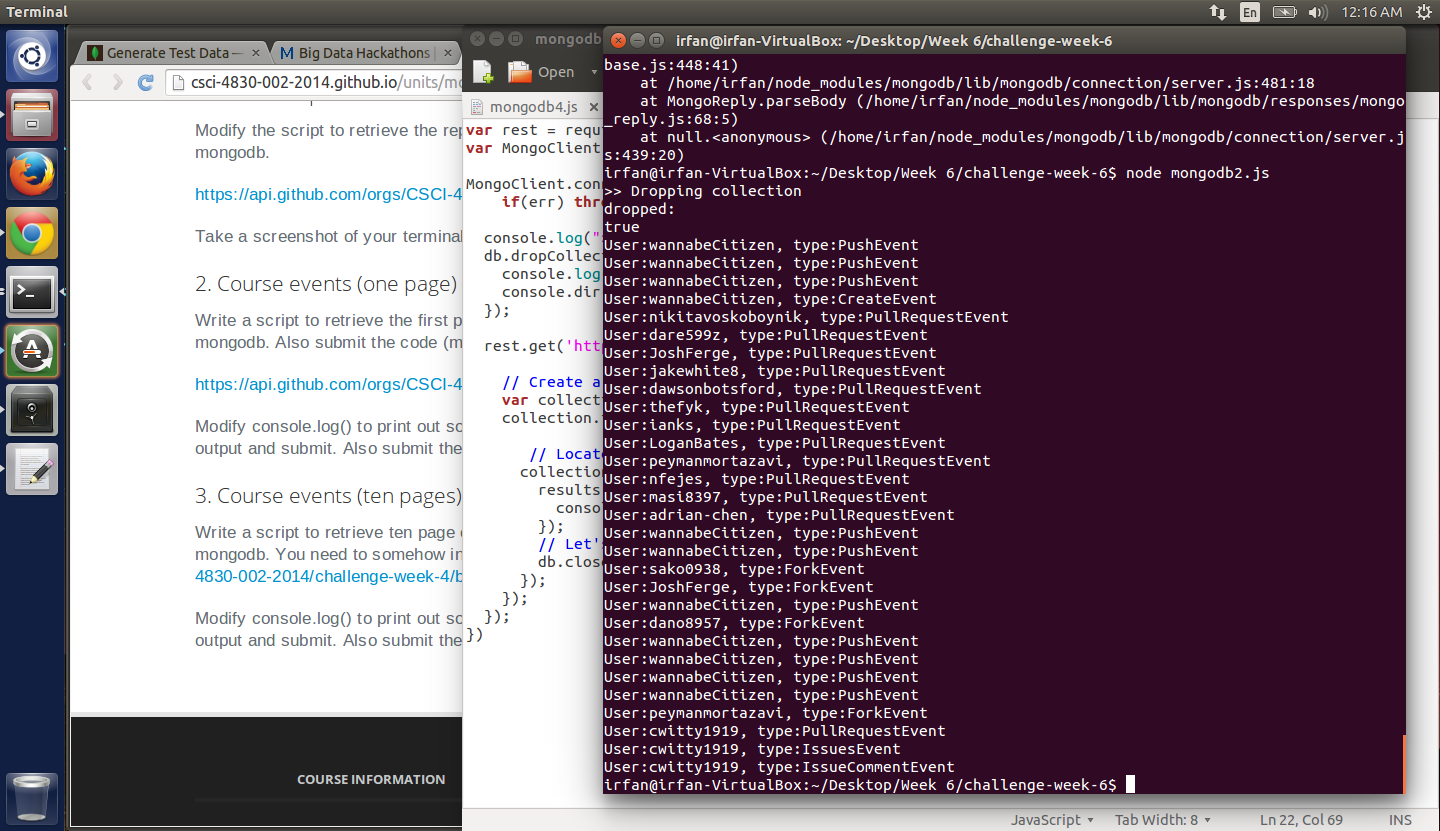 Terminal
En
12:16 AM
Generate Test Data —
Big Data Hackathons |
csci-4830-002-2014.github.io/units/mo
Modify the script to retrieve the rep
mongodb.
https://api.github.com/orgs/CSCI-4
Take a screenshot of your terminal
2. Course events (one page)
Write a script to retrieve the first p
mongodb. Also submit the code (m
https://api.github.com/orgs/CSCI-4
Modify console.log() to print out so
output and submit. Also submit the
3. Course events (ten pages)
Write a script to retrieve ten page
mongodb. You need to somehow in
4830-002-2014/challenge-week-4/b
Modify console.log() to print out so
output and submit. Also submit the
COURSE INFORMATION
mongodb
Open
mongodb4.js
var rest = requ
var MongoClient
MongoClient.con
if(err) thro
console.log("
db.dropCollec
console.log
console.dir
});
rest.get('htt
// Create a
var collect
collection.
// Locate
collection
results
conso
});
// Let'
db.close
});
});
});
})
JavaScript
Tab Width: 8
Ln 22, Col 69
INS
irfan@irfan-VirtualBox: ~/Desktop/Week 6/challenge-week-6
base.js:448:41)
at /home/irfan/node_modules/mongodb/lib/mongodb/connection/server.js:481:18
at MongoReply.parseBody (/home/irfan/node_modules/mongodb/lib/mongodb/responses/mongo
_reply.js:68:5)
at null.<anonymous> (/home/irfan/node_modules/mongodb/lib/mongodb/connection/server.j
s:439:20)
irfan@irfan-VirtualBox:~/Desktop/Week 6/challenge-week-6$ node mongodb2.js
>> Dropping collection
dropped:
true
User:wannabeCitizen, type:PushEvent
User:wannabeCitizen, type:PushEvent
User:wannabeCitizen, type:PushEvent
User:wannabeCitizen, type:CreateEvent
User:nikitavoskoboynik, type:PullRequestEvent
User:dare599z, type:PullRequestEvent
User:JoshFerge, type:PullRequestEvent
User:jakewhite8, type:PullRequestEvent
User:dawsonbotsford, type:PullRequestEvent
User:thefyk, type:PullRequestEvent
User:ianks, type:PullRequestEvent
User:LoganBates, type:PullRequestEvent
User:peymanmortazavi, type:PullRequestEvent
User:nfejes, type:PullRequestEvent
User:masi8397, type:PullRequestEvent
User:adrian-chen, type:PullRequestEvent
User:wannabeCitizen, type:PushEvent
User:wannabeCitizen, type:PushEvent
User:sako0938, type:ForkEvent
User:JoshFerge, type:ForkEvent
User:wannabeCitizen, type:PushEvent
User:dano8957, type:ForkEvent
User:wannabeCitizen, type:PushEvent
User:wannabeCitizen, type:PushEvent
User:wannabeCitizen, type:PushEvent
User:wannabeCitizen, type:PushEvent
User:peymanmortazavi, type:ForkEvent
User:cwitty1919, type:PullRequestEvent
User:cwitty1919, type:IssuesEvent
User:cwitty1919, type:IssueCommentEvent
irfan@irfan-VirtualBox:~/Desktop/Week 6/challenge-week-6$